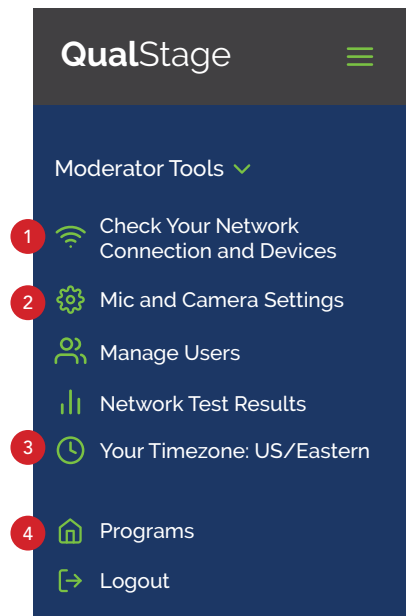 QualStage
Moderator Tools
1
Check Your Network
Connection and Devices
2
Mic and Camera Settings
Manage Users
Network Test Results
3
Your Timezone: US/Eastern
4
Programs
Logout